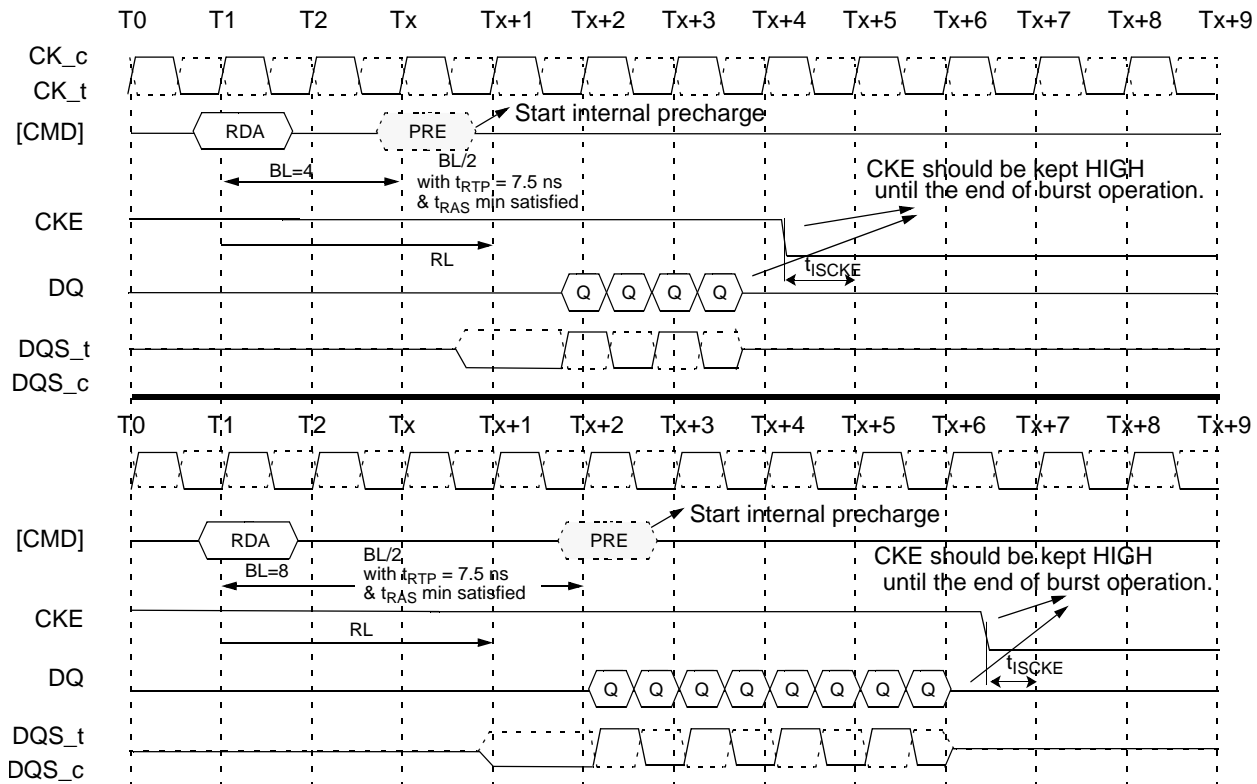 T0 T1 T2 Tx Tx+1 Tx+2 Tx+3 Tx+4 Tx+5 Tx+6 Tx+7 Tx+8 Tx+9
CK_c
CK_t
[CMD] RDA PRE Start internal precharge
BL=4 BL/2
with tRTP = 7.5 ns
& tRAS min satisfied
CKE should be kept HIGH
until the end of burst operation.
CKE
RL
tISCKE
DQ Q Q Q Q
DQS_t
DQS_c
T0 T1 T2 Tx Tx+1 Tx+2 Tx+3 Tx+4 Tx+5 Tx+6 Tx+7 Tx+8 Tx+9
[CMD] RDA PRE Start internal precharge
BL=8 BL/2
with tRTP = 7.5 ns
& tRAS min satisfied
CKE should be kept HIGH
until the end of burst operation.
CKE
RL
tISCKE
DQ Q Q Q Q Q Q Q Q
DQS_t
DQS_c